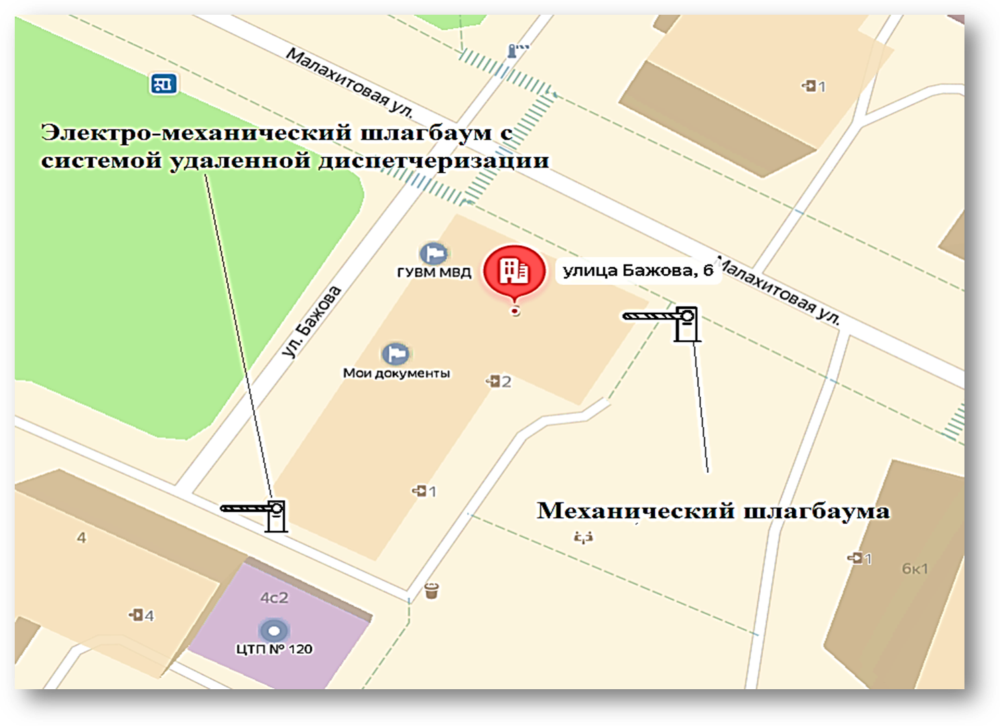 Малахитовая ул.
1
Электро-механический шлагбаум с
системой удаленной диспетчеризации
ГУВМ МВД
улица Бажова, 6
Малахитовая ул.
ул. Бажова
Мои документы
2
1
Механический шлагбаума
4
1
6к1
4с2
4
ЦТП № 120